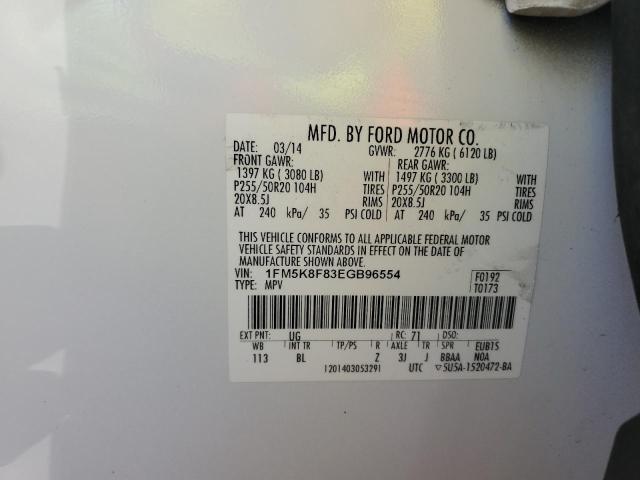 MFD. BY FORD MOTOR CO.
DATE: 03/14 GVWR: 2776 KG ( 6120 LB)
FRONT GAWR: REAR GAWR:
1397 KG ( 3080 LB) WITH 1497 KG ( 3300 LB) WITH
P255/50R20 104H TIRES P255/50R20 104H TIRES
20X8.5J RIMS 20X8.5J RIMS
AT 240 kPa/ 35 PSI COLD AT 240 kPa/ 35 PSI COLD
THIS VEHICLE CONFORMS TO ALL APPLICABLE FEDERAL MOTOR
VEHICLE SAFETY STANDARDS IN EFFECT ON THE DATE OF
MANUFACTURE SHOWN ABOVE.
VIN: 1FM5K8F83EGB96554 F0192
TYPE: MPV T0173
EXT PNT: UG RC: 71 DSO:
WB INT TR TP/PS R AXLE TR SPR EUB15
113 BL Z 3J J BBAA N0A
1201403053291 UTC ▽5U5A-1520472-BA